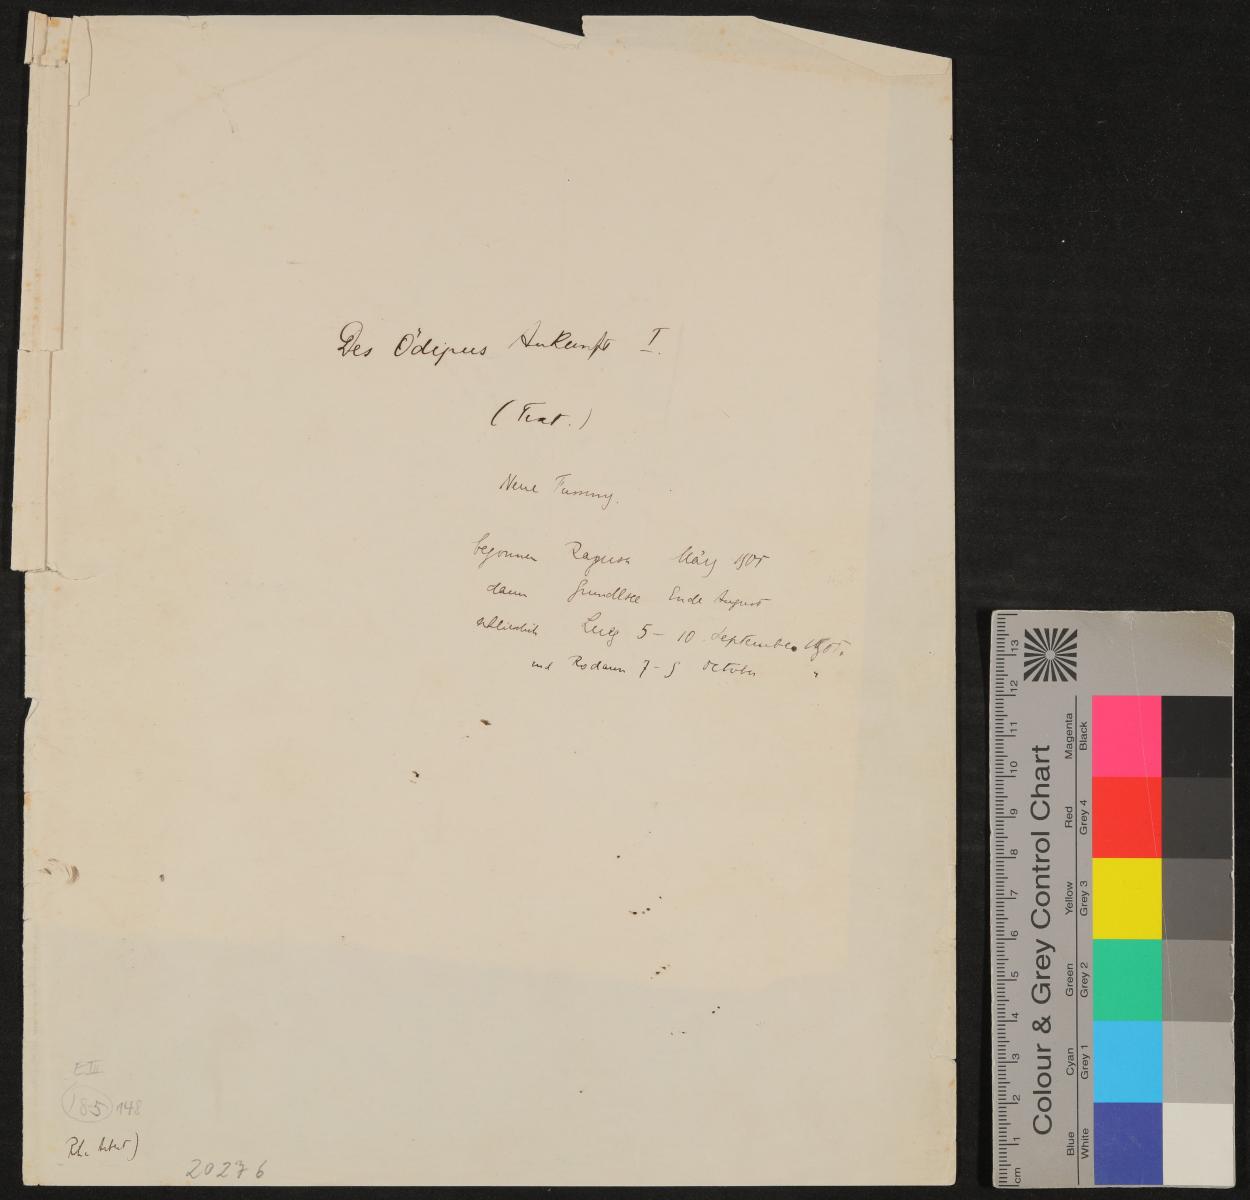 Des Ödipus Ankunft I.
(Text.)
Neue Fassung.
begonnen Ragusa März 1905
dann Grundlsee Ende August
schliesslich Lueg 5 – 10. September 1905.
und Rodaun 7 – 9 October "
E III
185 148
20276
Colour & Grey Control Chart
Blue Cyan Green Yellow Red Magenta
White Grey 1 Grey 2 Grey 3 Grey 4 Black
cm 1 2 3 4 5 6 7 8 9 10 11 12 13